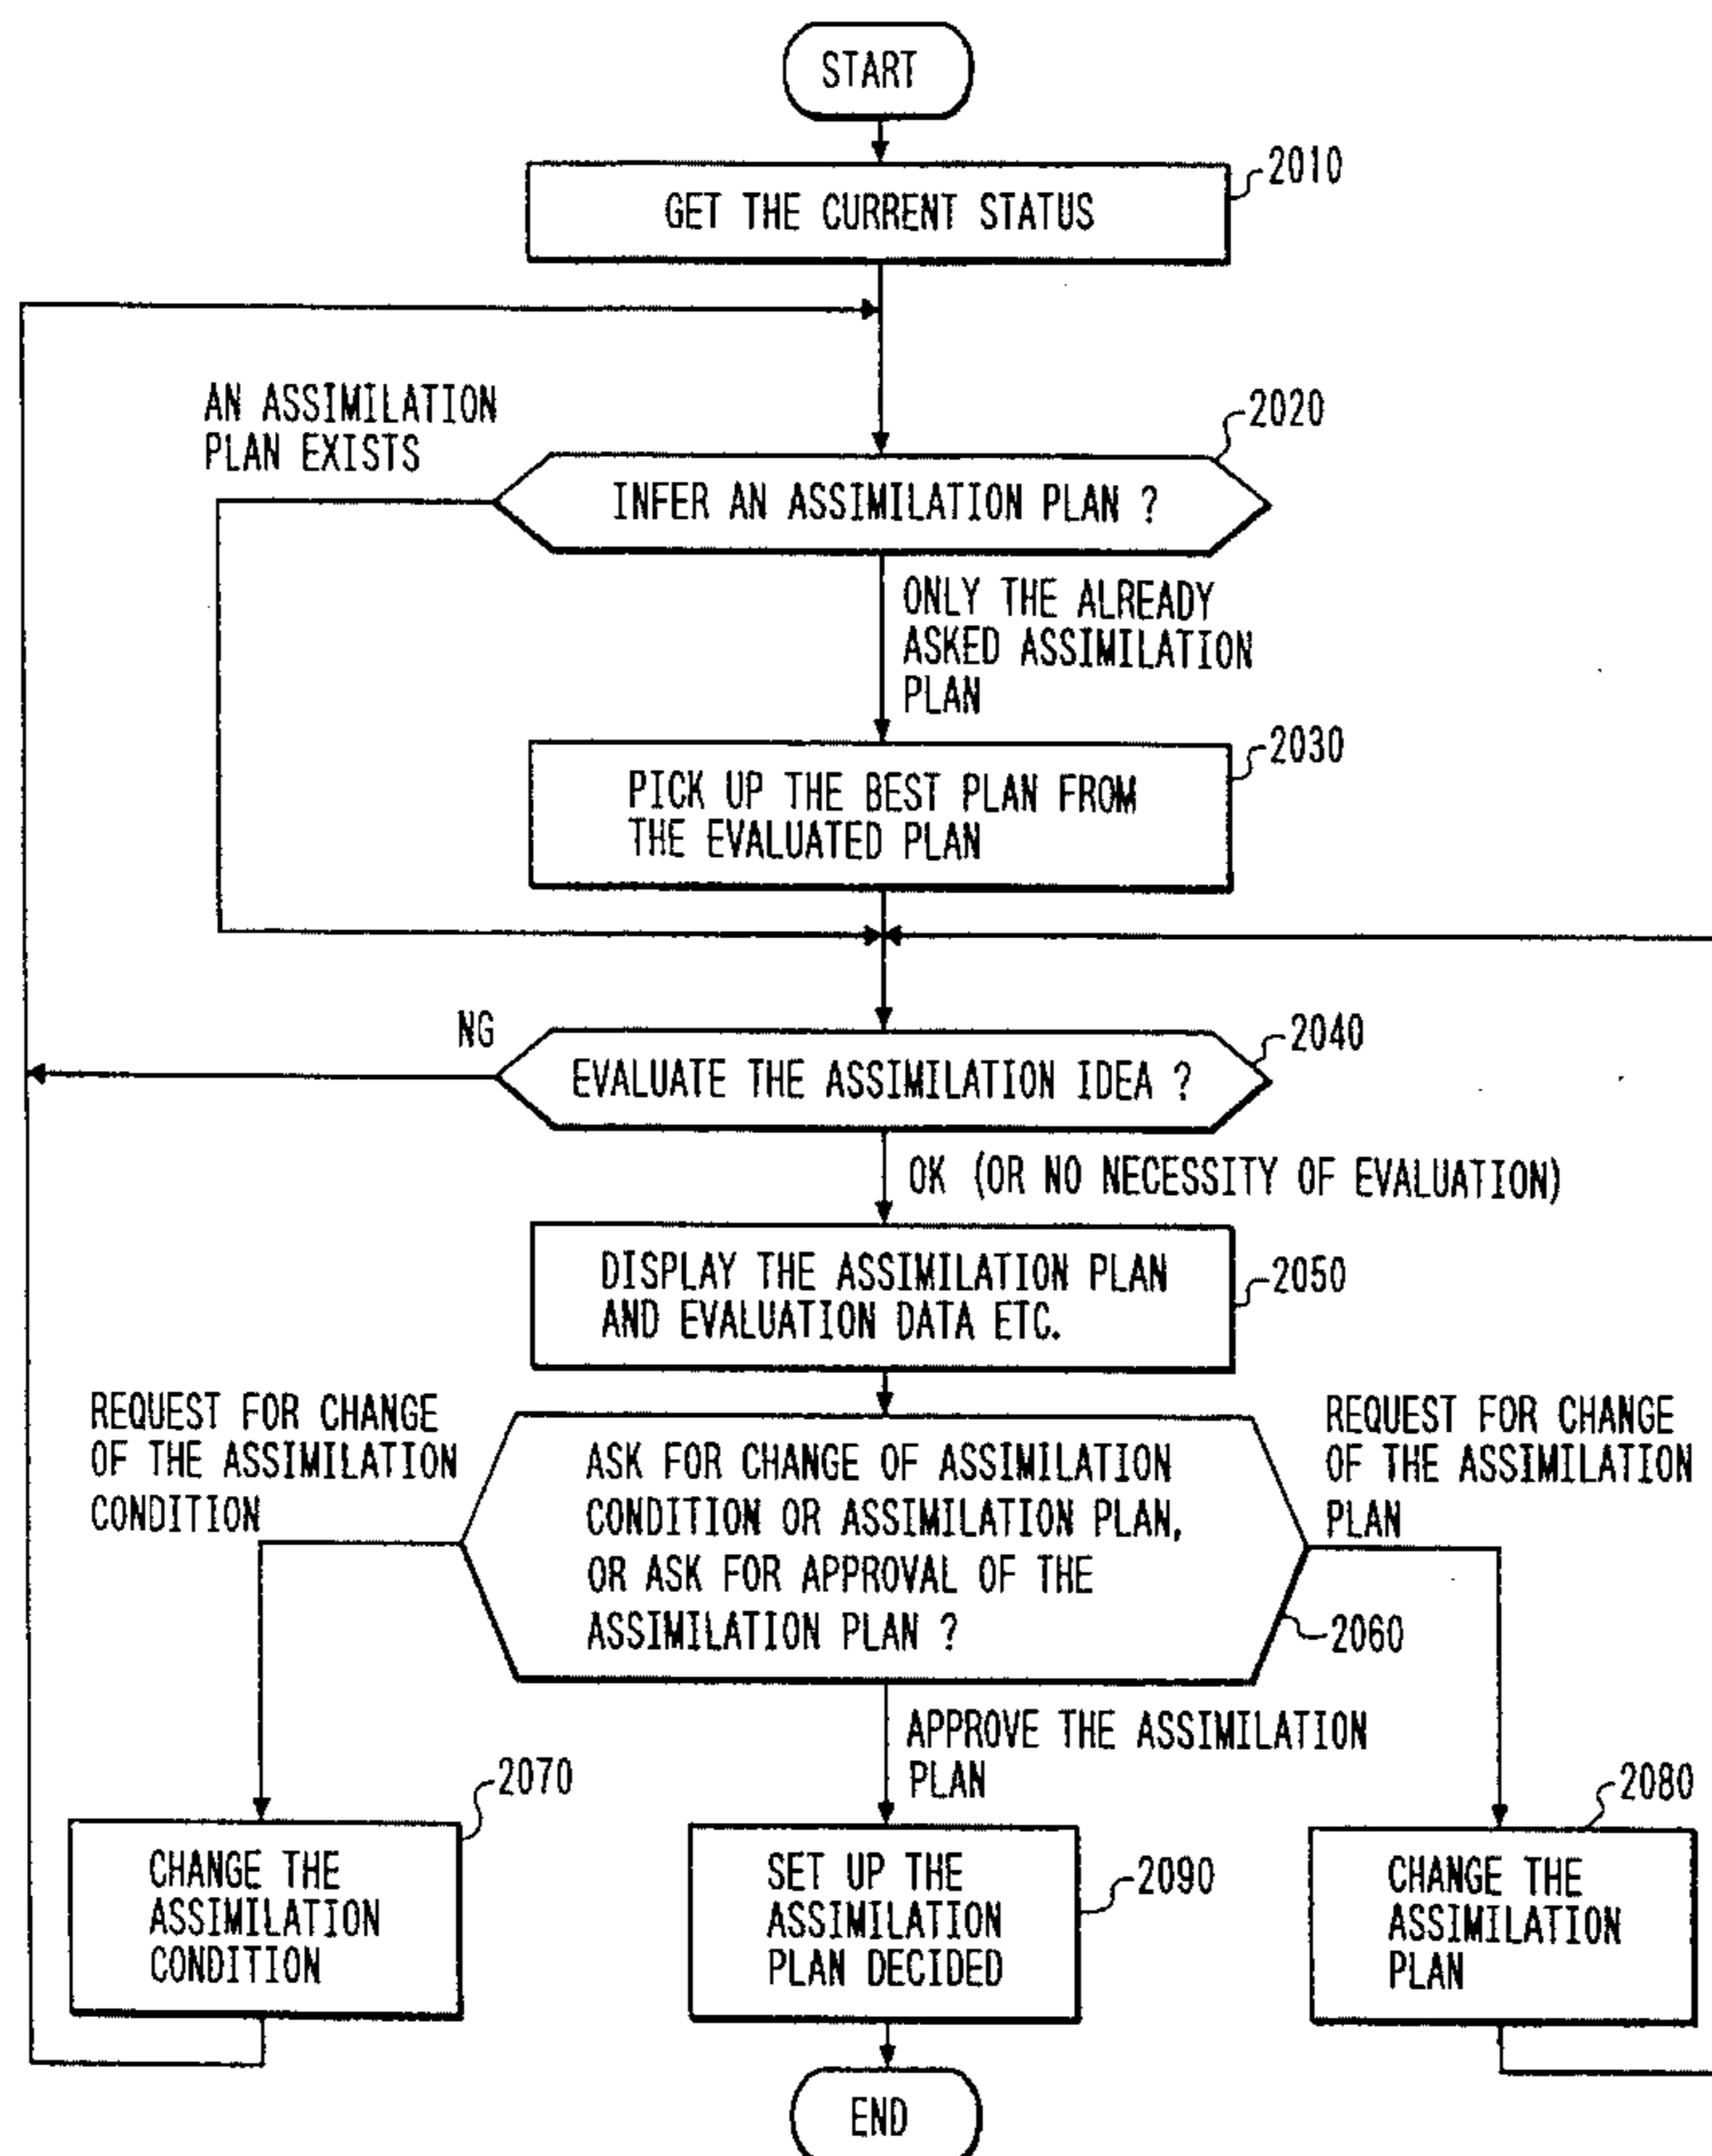 START
2010
GET THE CURRENT STATUS
AN ASSIMILATION
PLAN EXISTS
2020
INFER AN ASSIMILATION PLAN ?
ONLY THE ALREADY
ASKED ASSIMILATION
PLAN
2030
PICK UP THE BEST PLAN FROM
THE EVALUATED PLAN
NG
2040
EVALUATE THE ASSIMILATION IDEA ?
OK (OR NO NECESSITY OF EVALUATION)
DISPLAY THE ASSIMILATION PLAN
AND EVALUATION DATA ETC.
2050
REQUEST FOR CHANGE
OF THE ASSIMILATION
CONDITION
ASK FOR CHANGE OF ASSIMILATION
CONDITION OR ASSIMILATION PLAN,
OR ASK FOR APPROVAL OF THE
ASSIMILATION PLAN ?
REQUEST FOR CHANGE
OF THE ASSIMILATION
PLAN
2060
APPROVE THE ASSIMILATION
PLAN
2070
CHANGE THE
ASSIMILATION
CONDITION
2090
SET UP THE
ASSIMILATION
PLAN DECIDED
2080
CHANGE THE
ASSIMILATION
PLAN
END